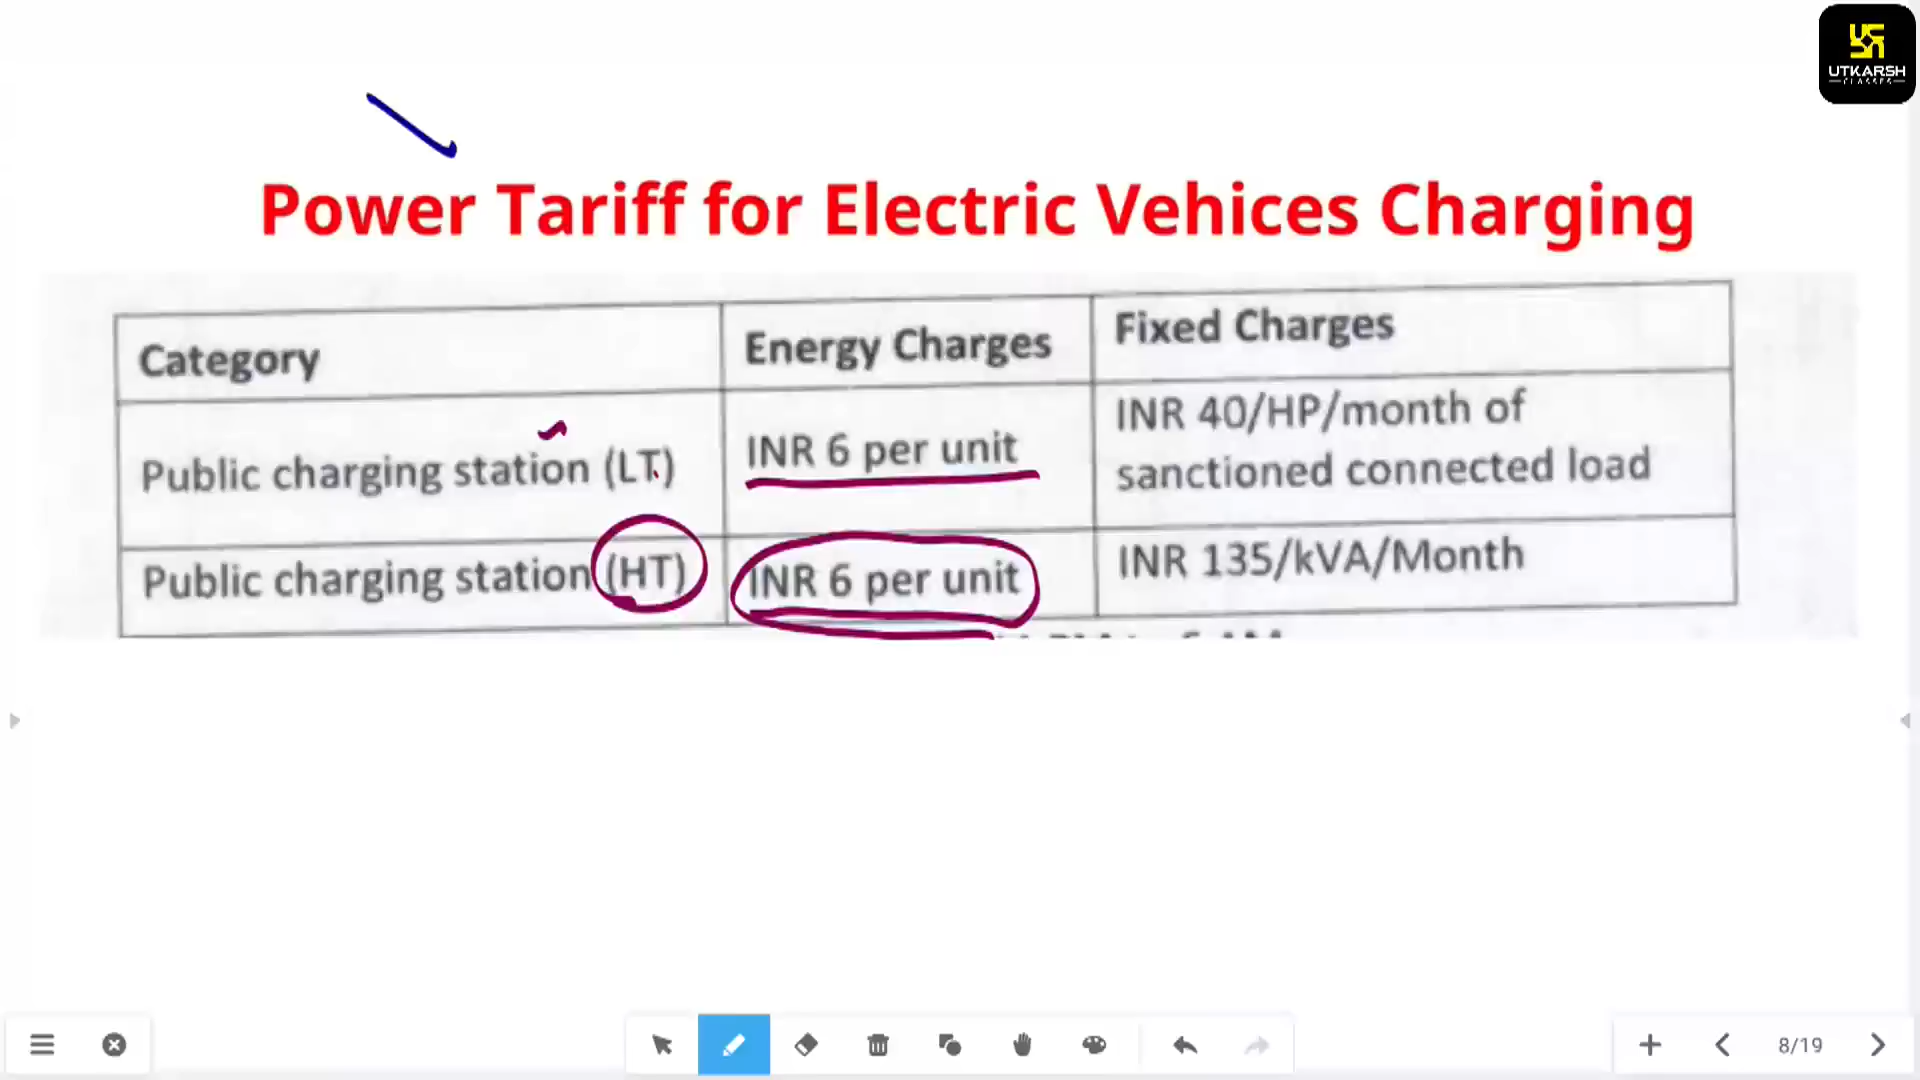 UTKARSH
CLASSES
Power Tariff for Electric Vehices Charging
Category
Energy Charges
Fixed Charges
Public charging station (LT)
INR 6 per unit
INR 40/HP/month of
sanctioned connected load
Public charging station (HT)
INR 6 per unit
INR 135/kVA/Month
8/19